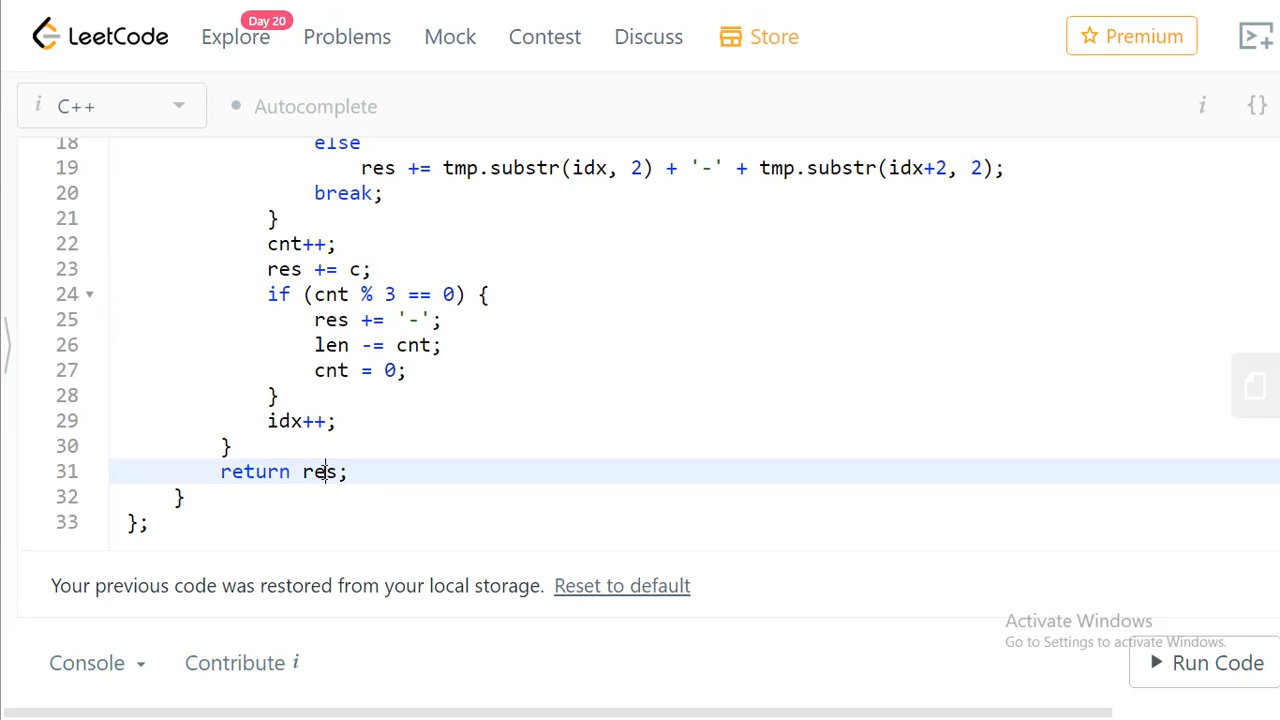 Day 20
LeetCode Explore Problems Mock Contest Discuss Store Premium
i C++ Autocomplete i {}
18 else
19 res += tmp.substr(idx, 2) + '-' + tmp.substr(idx+2, 2);
20 break;
21 }
22 cnt++;
23 res += c;
24 if (cnt % 3 == 0) {
25 res += '-';
26 len -= cnt;
27 cnt = 0;
28 }
29 idx++;
30 }
31 return res;
32 }
33 };
Your previous code was restored from your local storage. Reset to default
Activate Windows
Go to Settings to activate Windows.
Console Contribute i Run Code